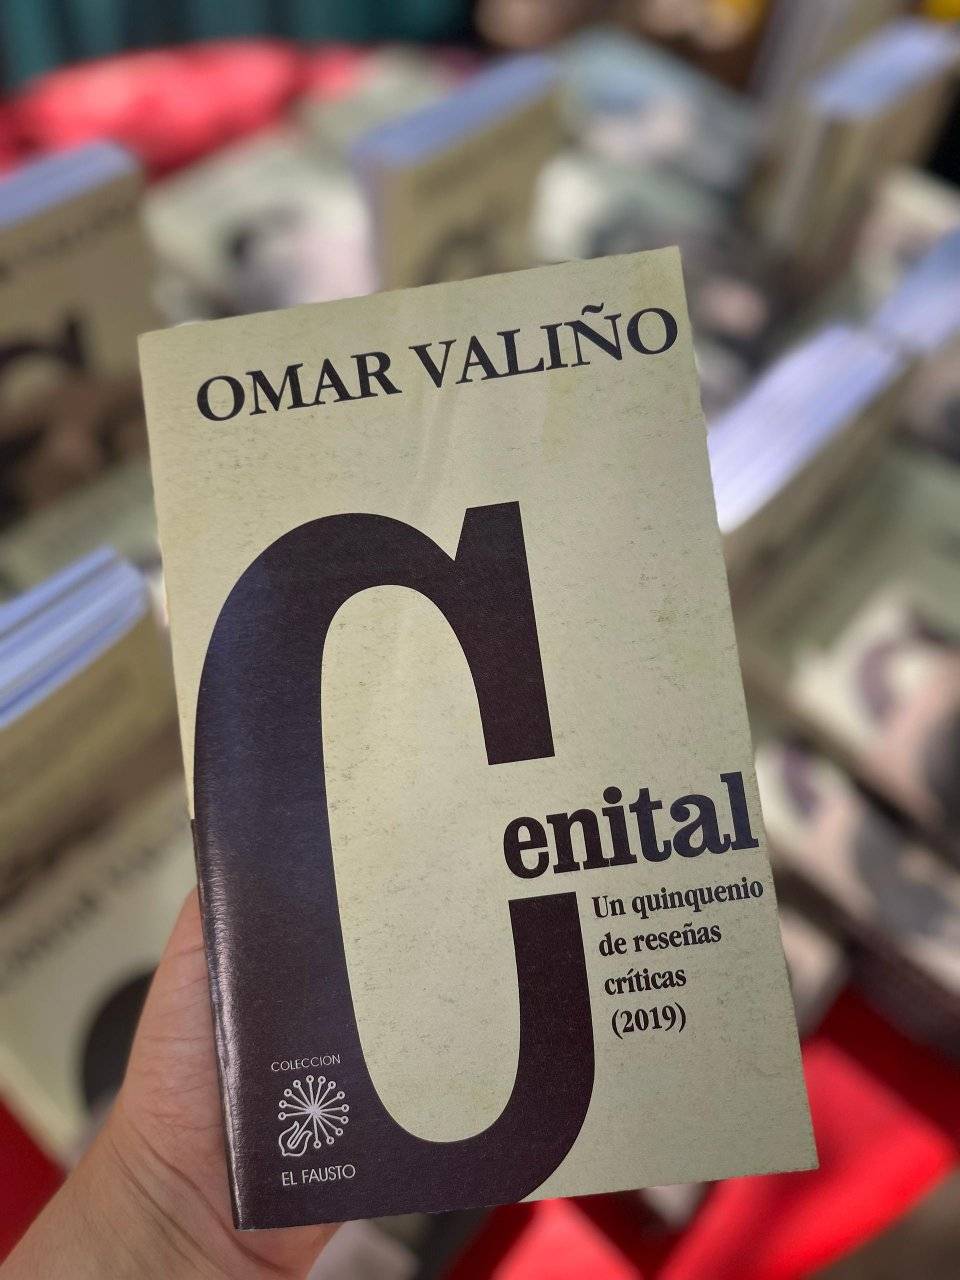 OMAR VALIÑO
Cenital
Un quinquenio
de reseñas
críticas
(2019)
COLECCION
EL FAUSTO